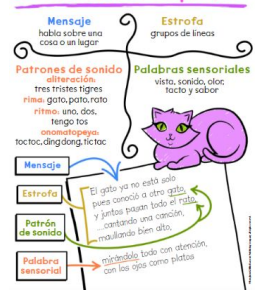 Mensaje
habla sobre una
cosa o un lugar
Estrofa
grupos de líneas
Patrones de sonido
aliteración:
tres tristes tigres
rima: gato, pato, rato
ritmo: uno, dos,
tengo tos
onomatopeya:
toc toc, ding dong, tic tac
Palabras sensoriales
vista, sonido, olor,
tacto y sabor
Mensaje
Estrofa
Patrón
de sonido
Palabra
sensorial
El gato ya no está solo
pues conoció a otro gato,
y juntos pasan todo el rato,
...cantando una canción,
maullando bien alto,
mirándolo todo con atención,
con los ojos como platos